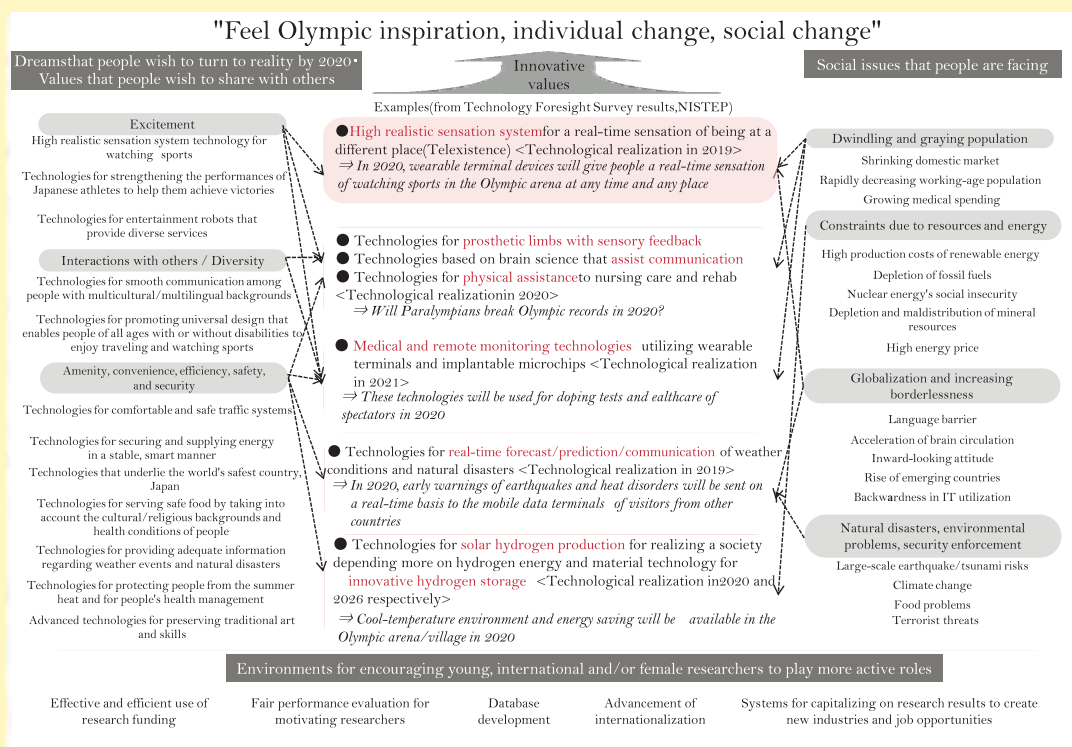 "Feel Olympic inspiration, individual change, social change"
Dreamsthat people wish to turn to reality by 2020・
Values that people wish to share with others
Excitement
High realistic sensation system technology for
watching sports
Technologies for strengthening the performances of
Japanese athletes to help them achieve victories
Technologies for entertainment robots that
provide diverse services
Interactions with others / Diversity
Technologies for smooth communication among
people with multicultural/multilingual backgrounds
Technologies for promoting universal design that
enables people of all ages with or without disabilities to
enjoy traveling and watching sports
Amenity, convenience, efficiency, safety,
and security
Technologies for comfortable and safe traffic systems
Technologies for securing and supplying energy
in a stable, smart manner
Technologies that underlie the world's safest country,
Japan
Technologies for serving safe food by taking into
account the cultural/religious backgrounds and
health conditions of people
Technologies for providing adequate information
regarding weather events and natural disasters
Technologies for protecting people from the summer
heat and for people's health management
Advanced technologies for preserving traditional art
and skills
Innovative
values
Examples(from Technology Foresight Survey results,NISTEP)
●High realistic sensation systemfor a real-time sensation of being at a
different place(Telexistence) <Technological realization in 2019>
⇒ In 2020, wearable terminal devices will give people a real-time sensation
of watching sports in the Olympic arena at any time and any place
● Technologies for prosthetic limbs with sensory feedback
● Technologies based on brain science that assist communication
● Technologies for physical assistanceto nursing care and rehab
<Technological realizationin 2020>
⇒ Will Paralympians break Olympic records in 2020?
● Medical and remote monitoring technologies utilizing wearable
terminals and implantable microchips <Technological realization
in 2021>
⇒ These technologies will be used for doping tests and ealthcare of
spectators in 2020
● Technologies for real-time forecast/prediction/communication of weather
conditions and natural disasters <Technological realization in 2019>
⇒ In 2020, early warnings of earthquakes and heat disorders will be sent on
a real-time basis to the mobile data terminals of visitors from other
countries
● Technologies for solar hydrogen production for realizing a society
depending more on hydrogen energy and material technology for
innovative hydrogen storage <Technological realization in2020 and
2026 respectively>
⇒ Cool-temperature environment and energy saving will be available in the
Olympic arena/village in 2020
Social issues that people are facing
Dwindling and graying population
Shrinking domestic market
Rapidly decreasing working-age population
Growing medical spending
Constraints due to resources and energy
High production costs of renewable energy
Depletion of fossil fuels
Nuclear energy's social insecurity
Depletion and maldistribution of mineral
resources
High energy price
Globalization and increasing
borderlessness
Language barrier
Acceleration of brain circulation
Inward-looking attitude
Rise of emerging countries
Backwardness in IT utilization
Natural disasters, environmental
problems, security enforcement
Large-scale earthquake/tsunami risks
Climate change
Food problems
Terrorist threats
Environments for encouraging young, international and/or female researchers to play more active roles
Effective and efficient use of
research funding
Fair performance evaluation for
motivating researchers
Database
development
Advancement of
internationalization
Systems for capitalizing on research results to create
new industries and job opportunities